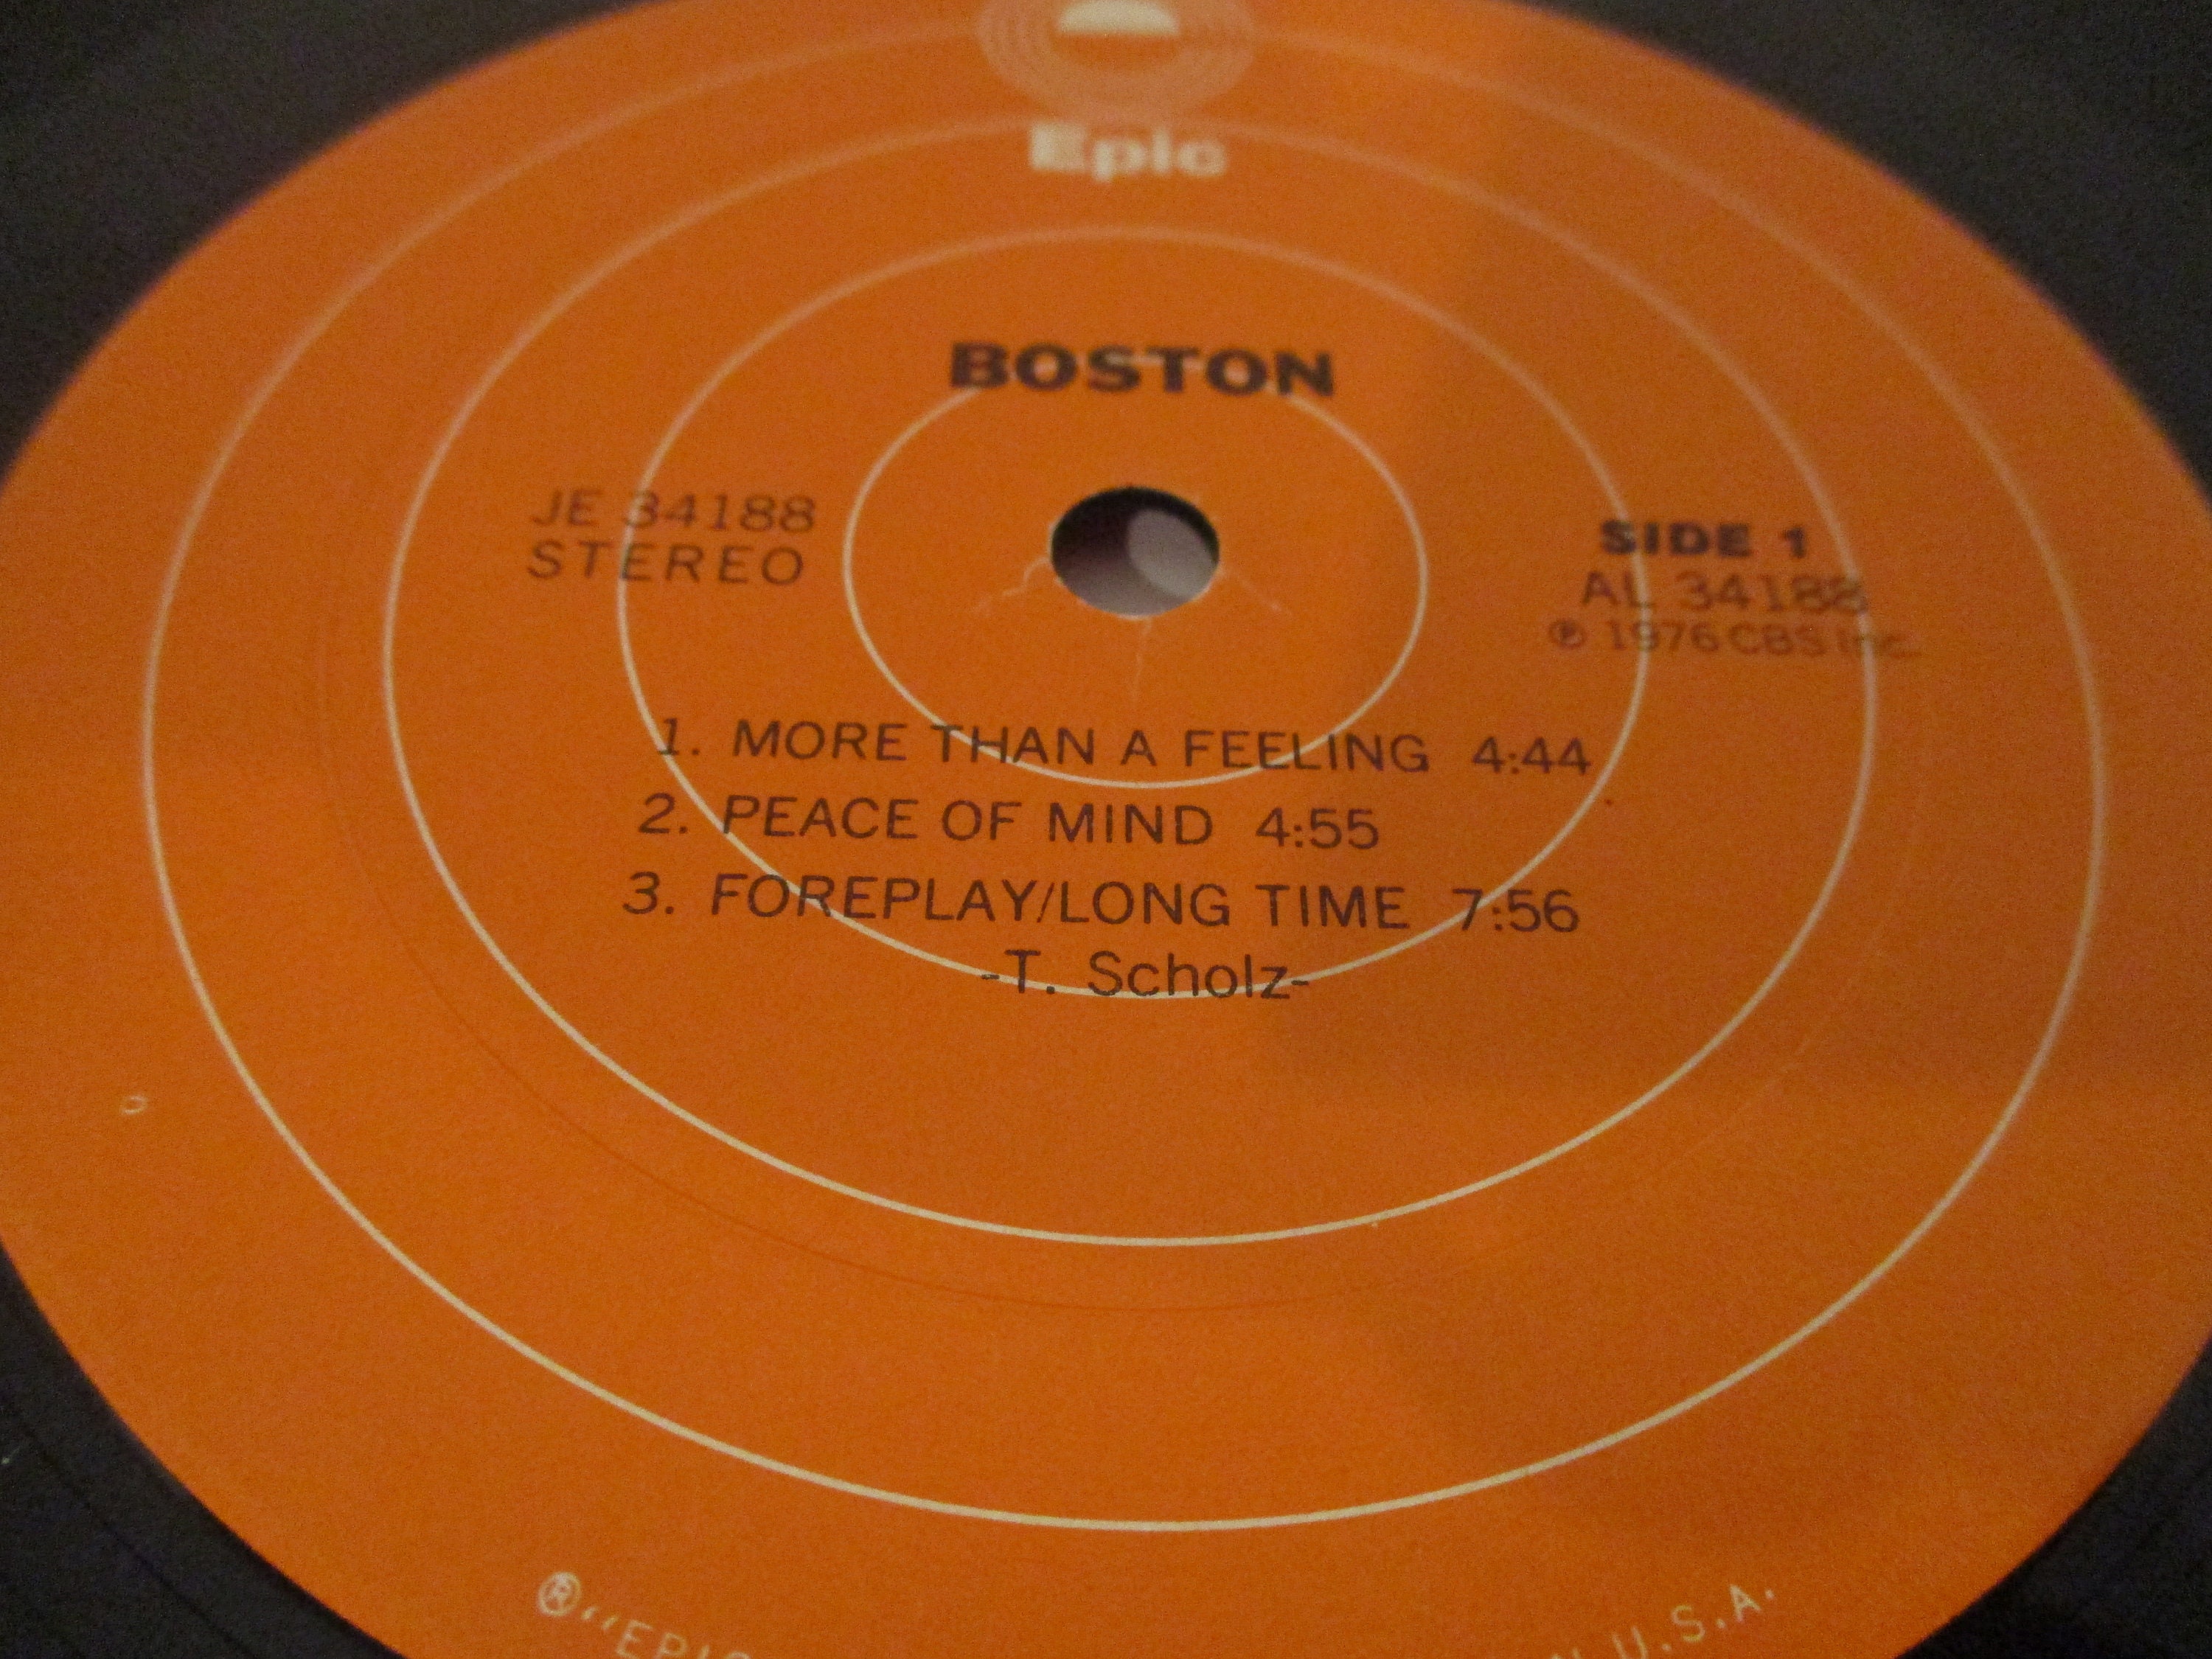 Epic
BOSTON
JE 34188
STEREO
SIDE 1
AL 34188
℗ 1976 CBS Inc.
1. MORE THAN A FEELING 4:44
2. PEACE OF MIND 4:55
3. FOREPLAY/LONG TIME 7:56
-T. Scholz-
®“EPIC
U.S.A.